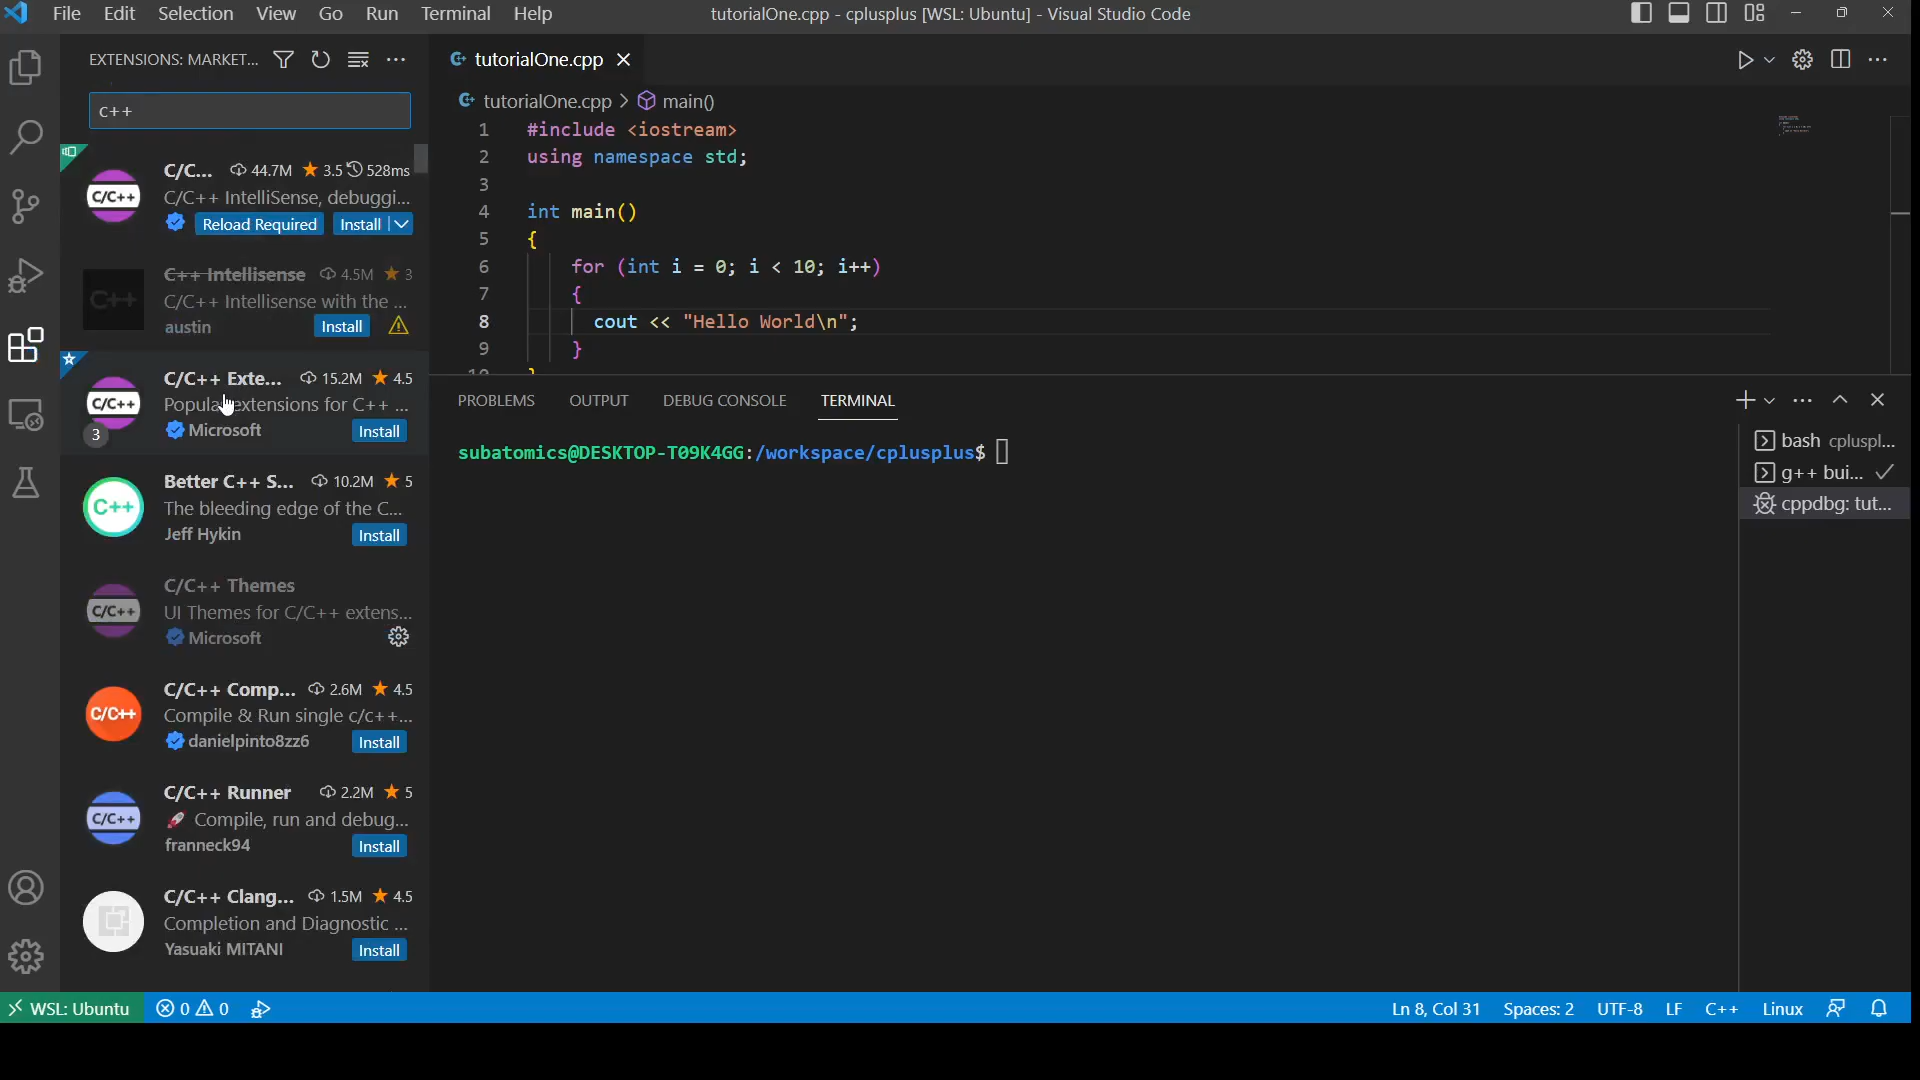 File Edit Selection View Go Run Terminal Help
tutorialOne.cpp - cplusplus [WSL: Ubuntu] - Visual Studio Code
EXTENSIONS: MARKET...
c++
C/C... 44.7M 3.5 528ms
C/C++
C/C++ IntelliSense, debuggi...
Reload Required Install
C++ Intellisense 4.5M 3
C++
C/C++ Intellisense with the ...
austin Install
C/C++ Exte... 15.2M 4.5
C/C++
Popula extensions for C++ ...
3
Microsoft Install
Better C++ S... 10.2M 5
C++
The bleeding edge of the C...
Jeff Hykin Install
C/C++ Themes
C/C++
UI Themes for C/C++ extens...
Microsoft
C/C++ Comp... 2.6M 4.5
C/C++
Compile & Run single c/c++...
danielpinto8zz6 Install
C/C++ Runner 2.2M 5
C/C++
Compile, run and debug...
franneck94 Install
C/C++ Clang... 1.5M 4.5
Completion and Diagnostic ...
Yasuaki MITANI Install
tutorialOne.cpp
tutorialOne.cpp > main()
1 #include <iostream>
2 using namespace std;
3
4 int main()
5 {
6 for (int i = 0; i < 10; i++)
7 {
8 cout << "Hello World\n";
9 }
10 }
PROBLEMS OUTPUT DEBUG CONSOLE TERMINAL
subatomics@DESKTOP-T09K4GG:/workspace/cplusplus$
bash cpluspl...
g++ bui...
cppdbg: tut...
WSL: Ubuntu 0 0
Ln 8, Col 31 Spaces: 2 UTF-8 LF C++ Linux